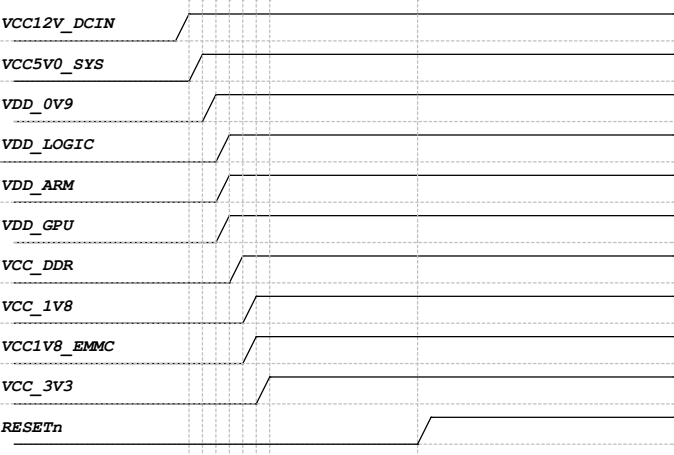 VCC12V_DCIN
VCC5V0_SYS
VDD_0V9
VDD_LOGIC
VDD_ARM
VDD_GPU
VCC_DDR
VCC_1V8
VCC1V8_EMMC
VCC_3V3
RESETn